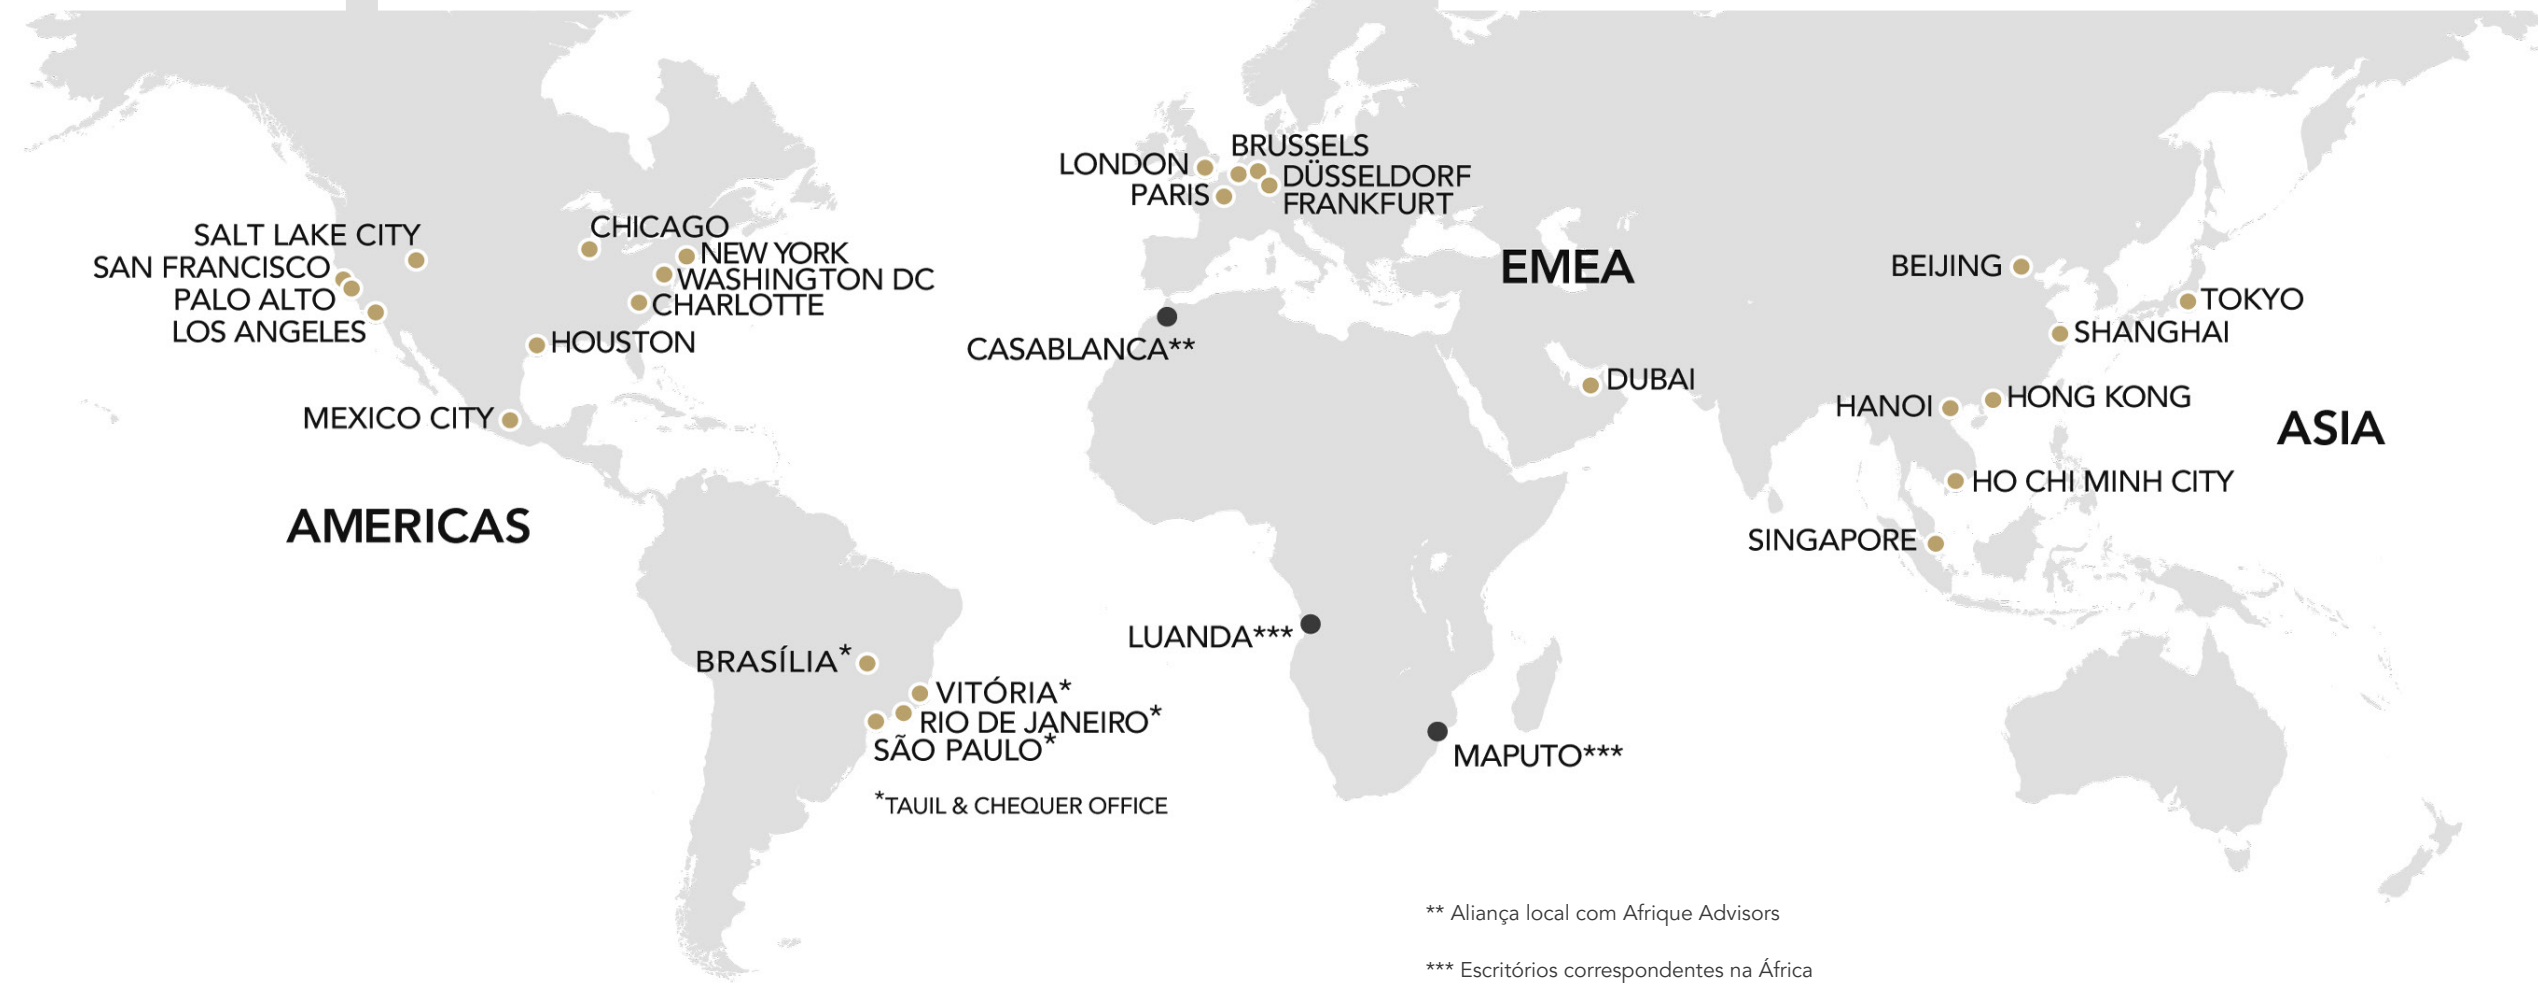 SALT LAKE CITY
SAN FRANCISCO
PALO ALTO
LOS ANGELES
CHICAGO
NEW YORK
WASHINGTON DC
CHARLOTTE
HOUSTON
MEXICO CITY
AMERICAS
BRASÍLIA*
VITÓRIA*
RIO DE JANEIRO*
SÃO PAULO*
*TAUIL & CHEQUER OFFICE
LONDON
BRUSSELS
DÜSSELDORF
PARIS
FRANKFURT
EMEA
CASABLANCA**
DUBAI
LUANDA***
MAPUTO***
BEIJING
TOKYO
SHANGHAI
HANOI
HONG KONG
ASIA
HO CHI MINH CITY
SINGAPORE
** Aliança local com Afrique Advisors
*** Escritórios correspondentes na África